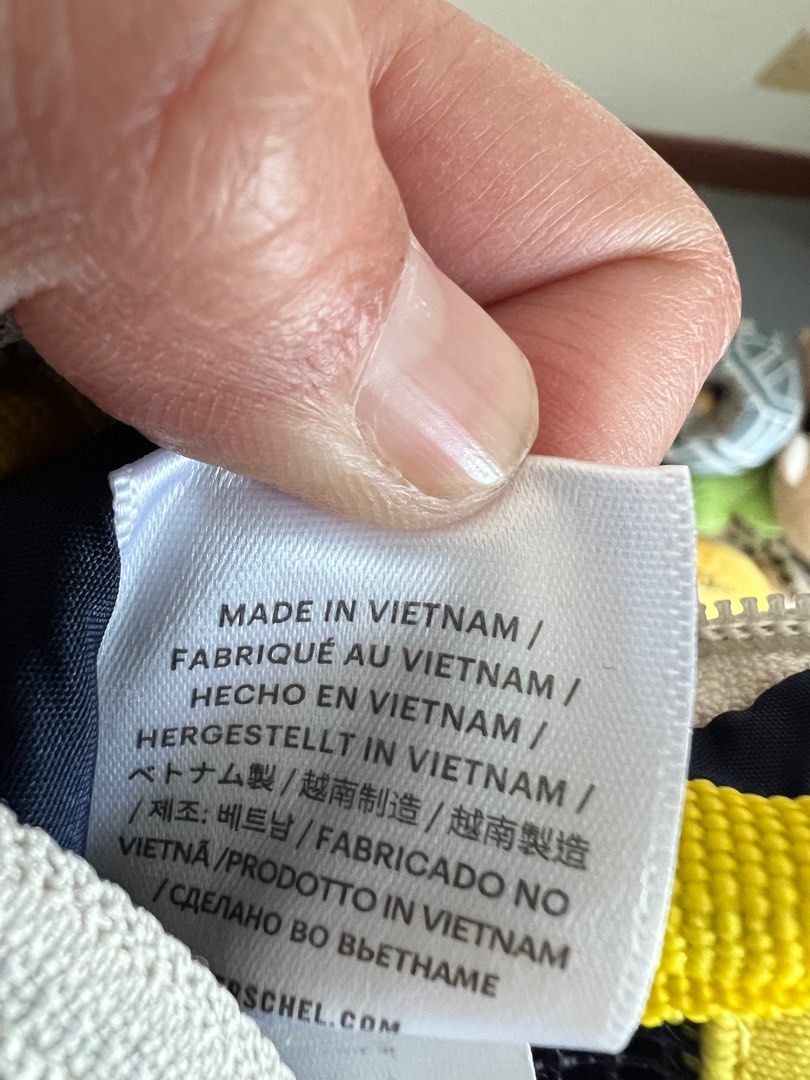 MADE IN VIETNAM /
FABRIQUÉ AU VIETNAM /
HECHO EN VIETNAM /
HERGESTELLT IN VIETNAM /
ベトナム製 / 越南制造 / 越南製造
/ 제조: 베트남 / FABRICADO NO
VIETNÃ /PRODOTTO IN VIETNAM
/ СДЕЛАНО ВО ВЬЕТНАМЕ
RSCHEL.COM